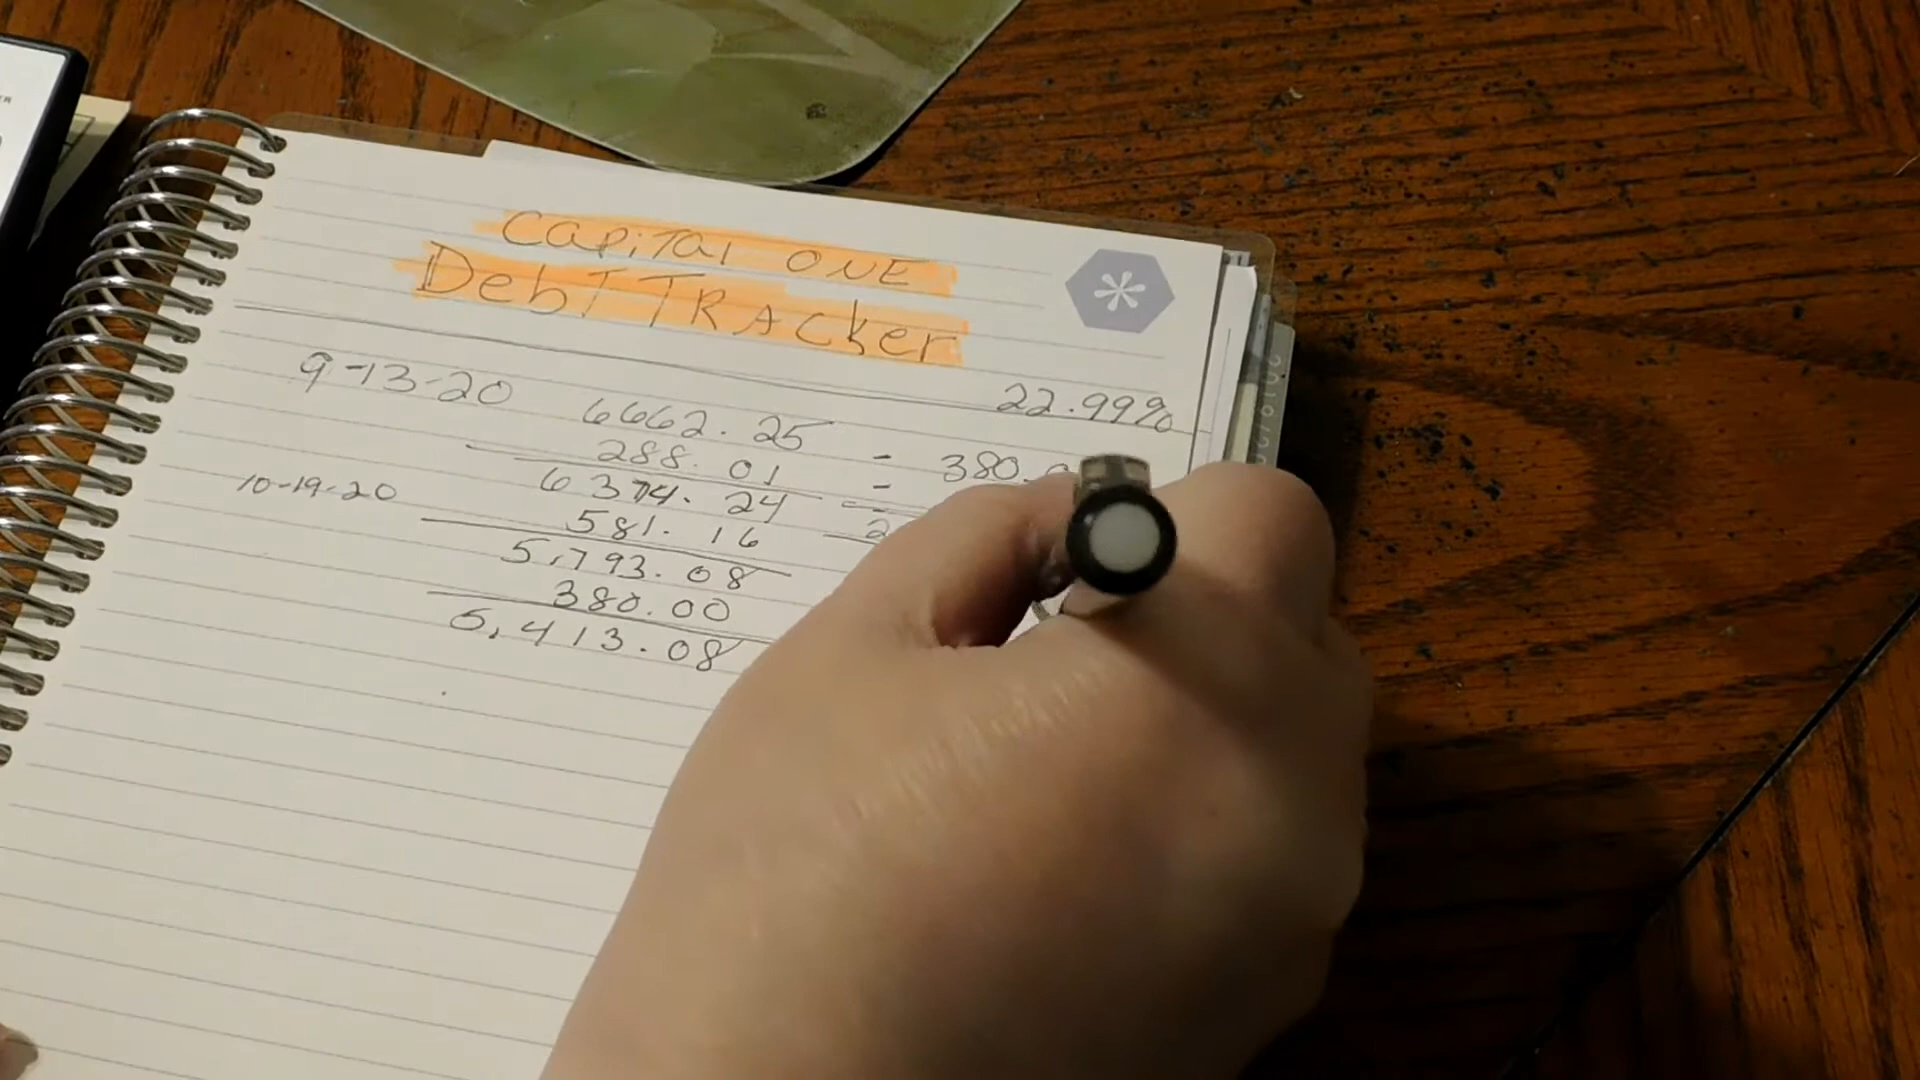 Capital ONE
Debt Tracker
22.99%
9-13-20 6662.25 = 380.
288.01 =
10-19-20 6374.24 =
581.16
5,793.08
380.00
5,413.08